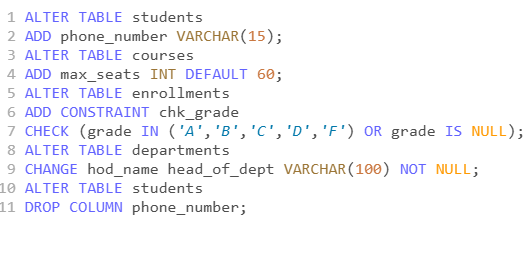 1 ALTER TABLE students
2 ADD phone_number VARCHAR(15);
3 ALTER TABLE courses
4 ADD max_seats INT DEFAULT 60;
5 ALTER TABLE enrollments
6 ADD CONSTRAINT chk_grade
7 CHECK (grade IN ('A','B','C','D','F') OR grade IS NULL);
8 ALTER TABLE departments
9 CHANGE hod_name head_of_dept VARCHAR(100) NOT NULL;
10 ALTER TABLE students
11 DROP COLUMN phone_number;